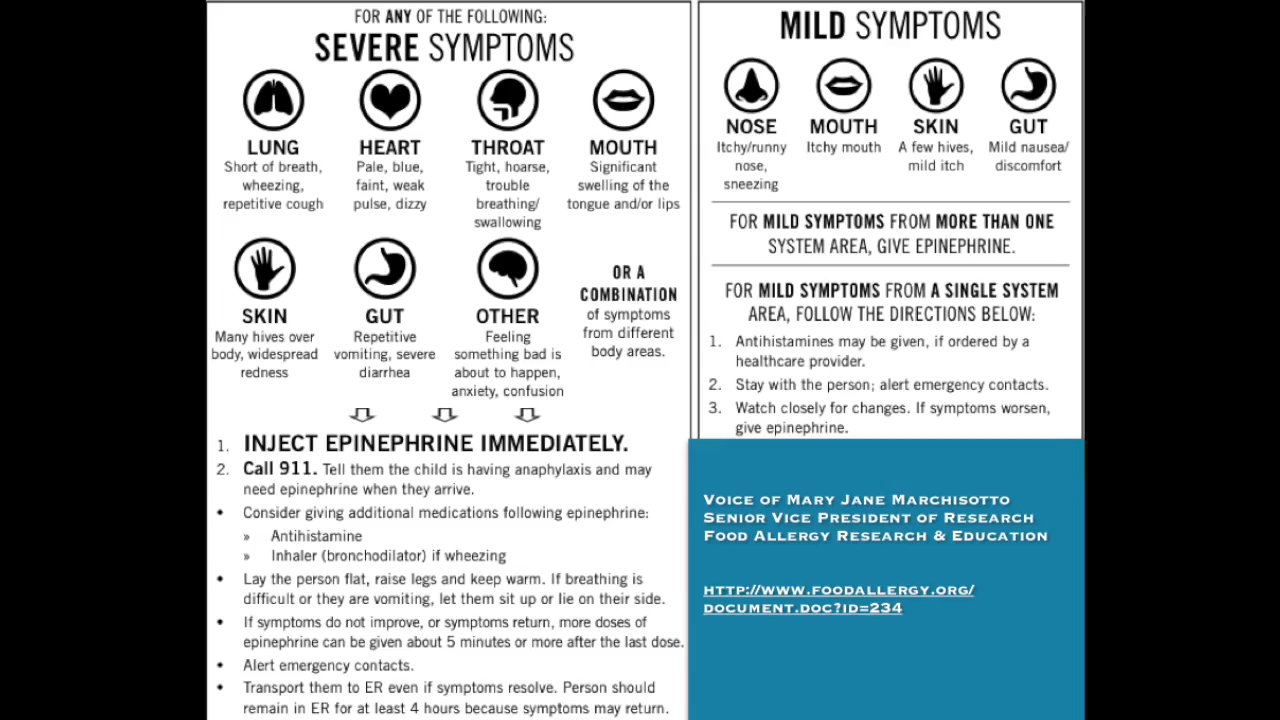 FOR ANY OF THE FOLLOWING:
SEVERE SYMPTOMS
LUNG
Short of breath,
wheezing,
repetitive cough
HEART
Pale, blue,
faint, weak
pulse, dizzy
THROAT
Tight, hoarse,
trouble
breathing/
swallowing
MOUTH
Significant
swelling of the
tongue and/or lips
SKIN
Many hives over
body, widespread
redness
GUT
Repetitive
vomiting, severe
diarrhea
OTHER
Feeling
something bad is
about to happen,
anxiety, confusion
OR A
COMBINATION
of symptoms
from different
body areas.
1. INJECT EPINEPHRINE IMMEDIATELY.
2. Call 911. Tell them the child is having anaphylaxis and may
need epinephrine when they arrive.
• Consider giving additional medications following epinephrine:
» Antihistamine
» Inhaler (bronchodilator) if wheezing
• Lay the person flat, raise legs and keep warm. If breathing is
difficult or they are vomiting, let them sit up or lie on their side.
• If symptoms do not improve, or symptoms return, more doses of
epinephrine can be given about 5 minutes or more after the last dose.
• Alert emergency contacts.
• Transport them to ER even if symptoms resolve. Person should
remain in ER for at least 4 hours because symptoms may return.
MILD SYMPTOMS
NOSE
Itchy/runny
nose,
sneezing
MOUTH
Itchy mouth
SKIN
A few hives,
mild itch
GUT
Mild nausea/
discomfort
FOR MILD SYMPTOMS FROM MORE THAN ONE
SYSTEM AREA, GIVE EPINEPHRINE.
FOR MILD SYMPTOMS FROM A SINGLE SYSTEM
AREA, FOLLOW THE DIRECTIONS BELOW:
1. Antihistamines may be given, if ordered by a
healthcare provider.
2. Stay with the person; alert emergency contacts.
3. Watch closely for changes. If symptoms worsen,
give epinephrine.
Voice of Mary Jane Marchisotto
Senior Vice President of Research
Food Allergy Research & Education
http://www.foodallergy.org/
document.doc?id=234